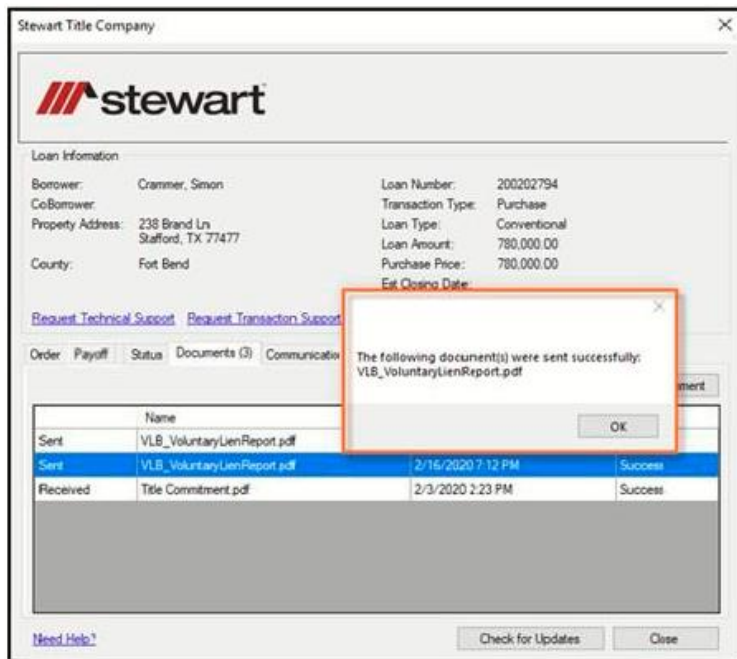 Stewart Title Company
stewart
Loan Information
Borrower: Crammer, Simon
CoBorrower:
Property Address: 238 Brand Ln
Stafford, TX 77477
County: Fort Bend
Loan Number: 200202794
Transaction Type: Purchase
Loan Type: Conventional
Loan Amount: 780,000.00
Purchase Price: 780,000.00
Est Closing Date:
Request Technical Support Request Transacton Support
Order Payoff Status Documents (3) Communicatio
The following document(s) were sent successfully:
VLB_VoluntaryLienReport.pdf
OK
ment
Name
Sent VLB_VoluntaryLienReport.pdf
Sent VLB_VoluntaryLienReport.pdf 2/16/2020 7:12 PM Success
Received Title Commitment.pdf 2/3/2020 2:23 PM Success
Need Help? Check for Updates Close